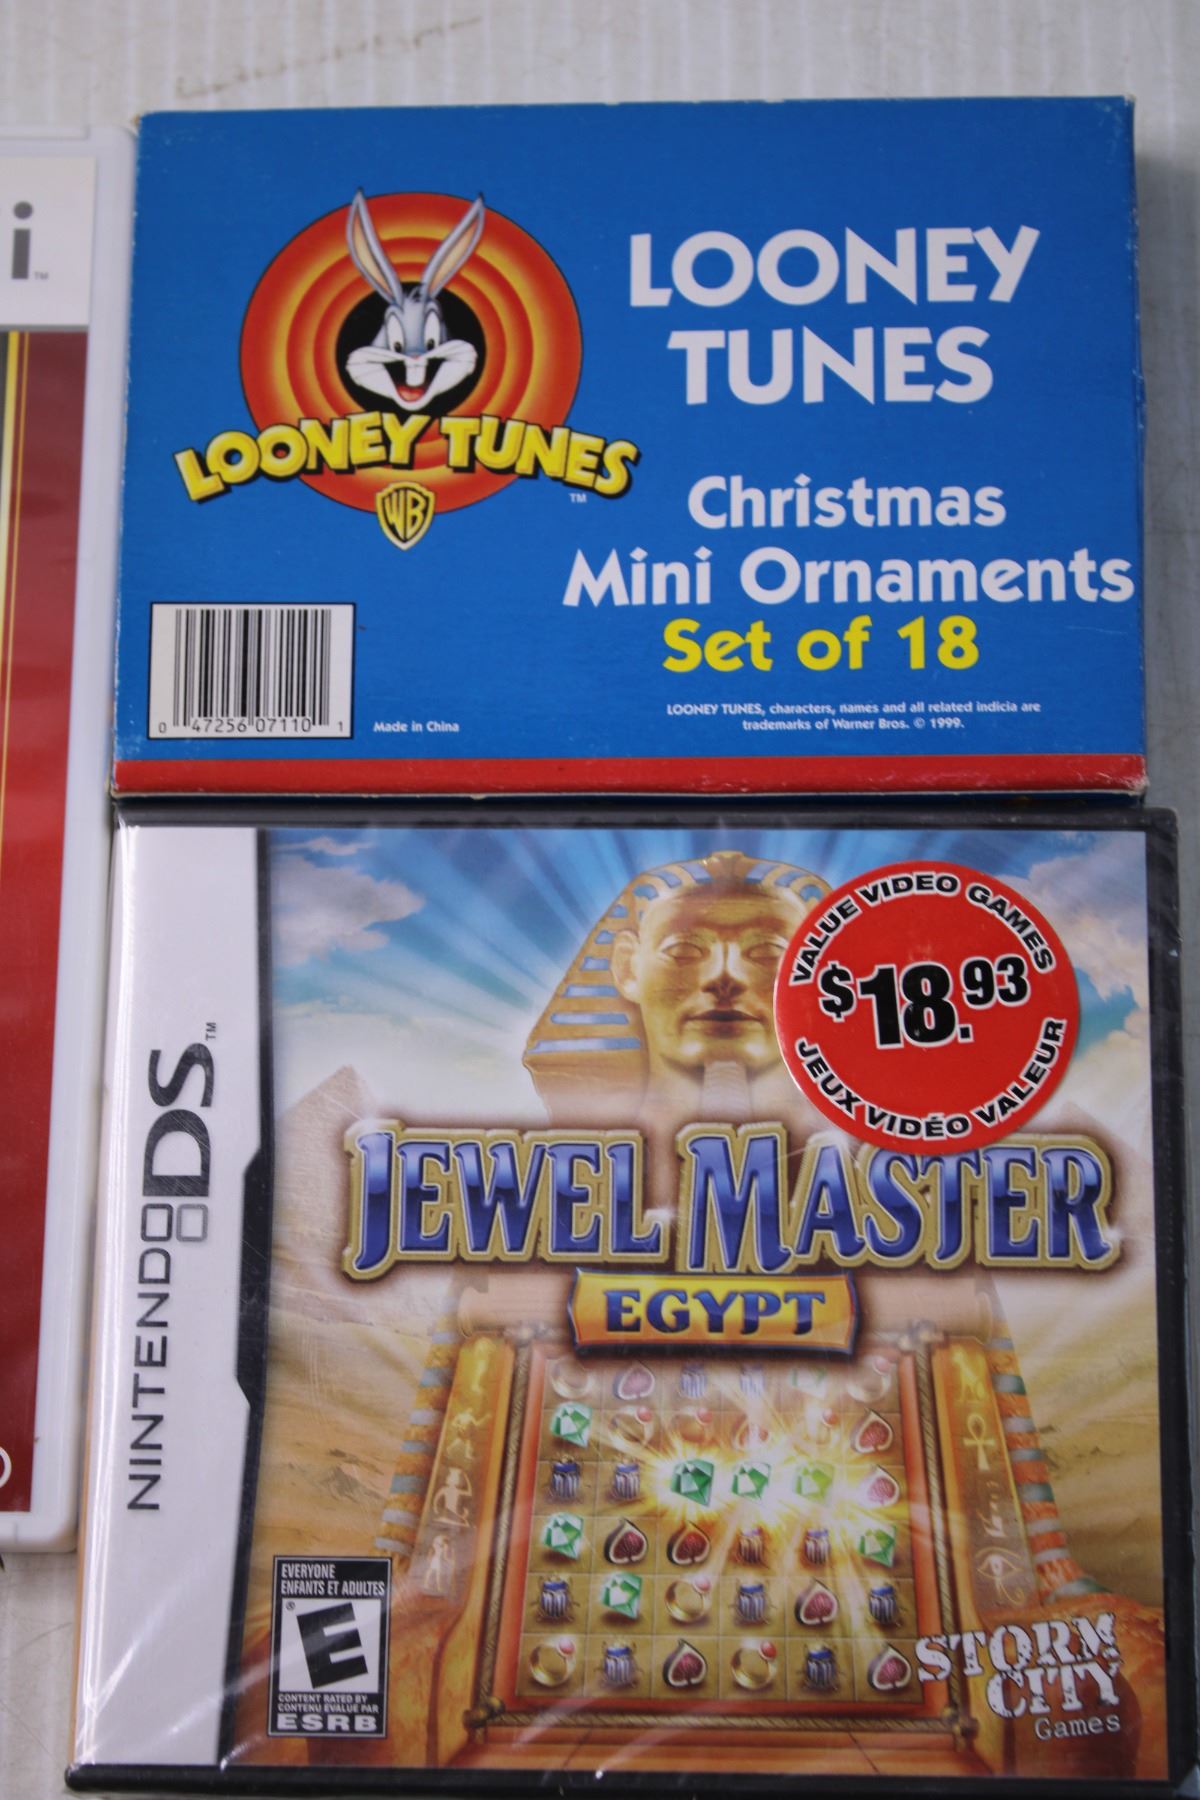 i™
LOONEY TUNES
WB
™
LOONEY
TUNES
Christmas
Mini Ornaments
Set of 18
0 47256 07110 1
Made in China
LOONEY TUNES, characters, names and all related indicia are
trademarks of Warner Bros. © 1999.
NINTENDO DS™
VALUE VIDEO GAMES
$18.93
JEUX VIDÉO VALEUR
JEWEL MASTER
EGYPT
EVERYONE
ENFANTS ET ADULTES
E®
CONTENT RATED BY
CONTENU ÉVALUÉ PAR
ESRB
STORM
CITY
Games